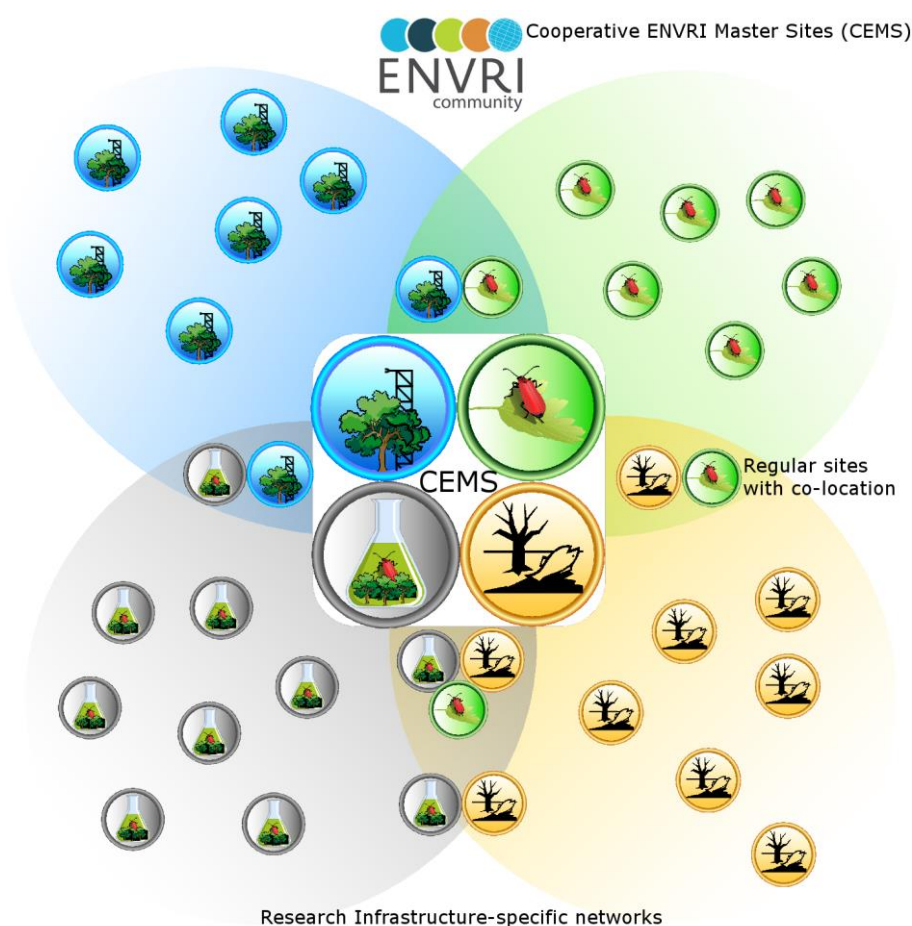 Cooperative ENVRI Master Sites (CEMS)
ENVRI
community
CEMS
Regular sites
with co-location
Research Infrastructure-specific networks